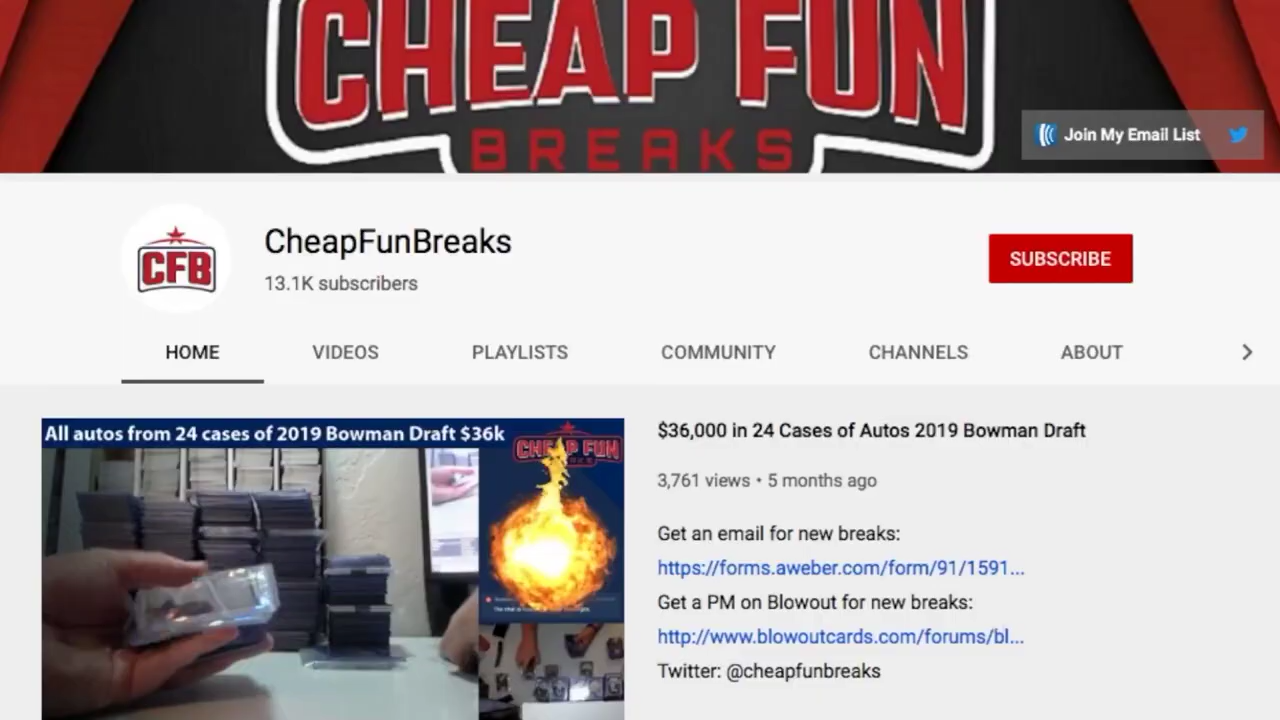 CHEAP FUN
BREAKS
Join My Email List
CFB
CheapFunBreaks
13.1K subscribers
SUBSCRIBE
HOME
VIDEOS
PLAYLISTS
COMMUNITY
CHANNELS
ABOUT
All autos from 24 cases of 2019 Bowman Draft $36k
CHEAP FUN
$36,000 in 24 Cases of Autos 2019 Bowman Draft
3,761 views • 5 months ago
Get an email for new breaks:
https://forms.aweber.com/form/91/1591...
Get a PM on Blowout for new breaks:
http://www.blowoutcards.com/forums/bl...
Twitter: @cheapfunbreaks